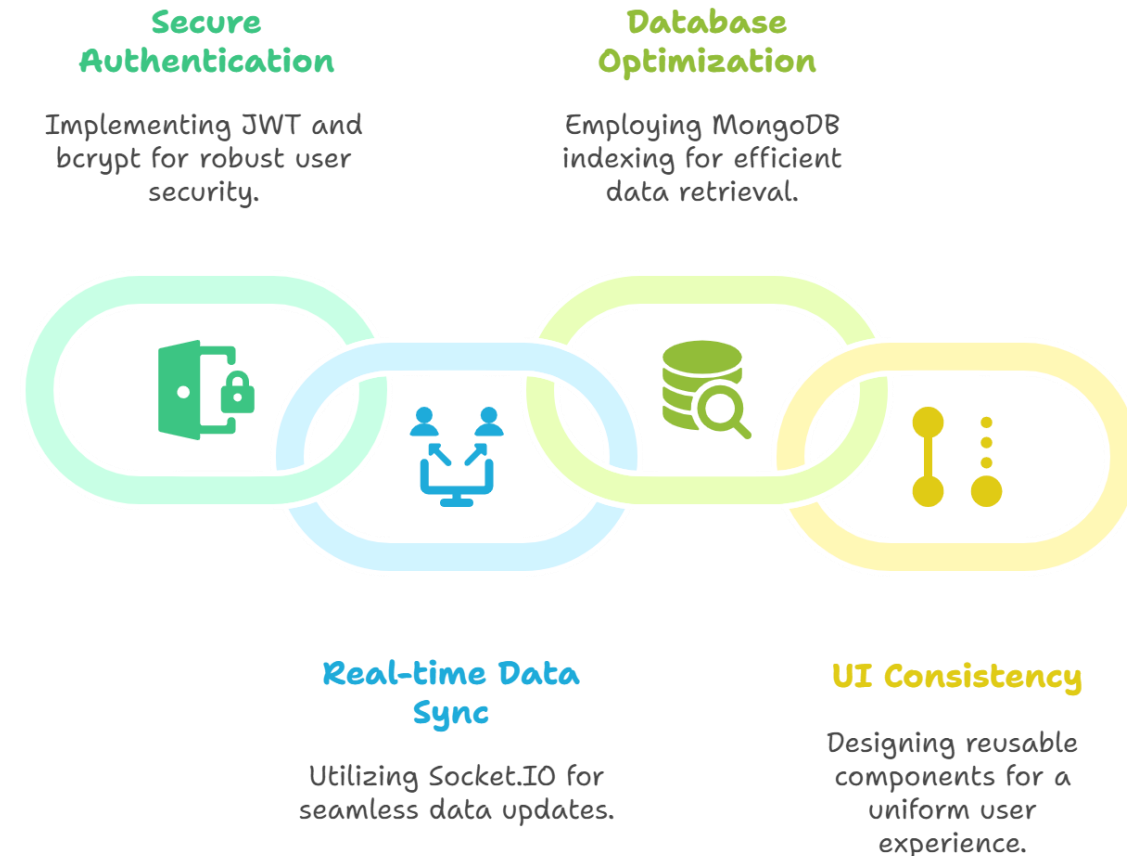 Secure
Authentication
Implementing JWT and
bcrypt for robust user
security.
Database
Optimization
Employing MongoDB
indexing for efficient
data retrieval.
Real-time Data
Sync
Utilizing Socket.IO for
seamless data updates.
UI Consistency
Designing reusable
components for a
uniform user
experience.